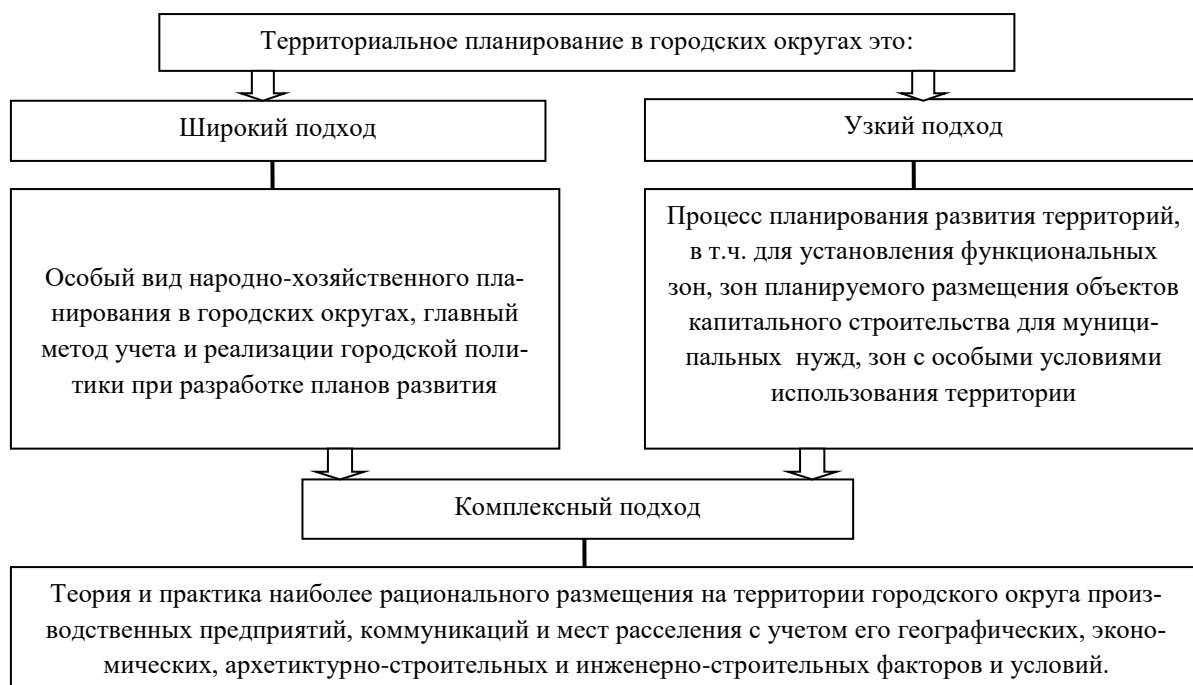 Территориальное планирование в городских округах это:
Широкий подход
Узкий подход
Особый вид народно-хозяйственного пла-
нирования в городских округах, главный
метод учета и реализации городской поли-
тики при разработке планов развития
Процесс планирования развития территорий,
в т.ч. для установления функциональных
зон, зон планируемого размещения объектов
капитального строительства для муници-
пальных нужд, зон с особыми условиями
использования территории
Комплексный подход
Теория и практика наиболее рационального размещения на территории городского округа произ-
водственных предприятий, коммуникаций и мест расселения с учетом его географических, эконо-
мических, архетиктурно-строительных и инженерно-строительных факторов и условий.